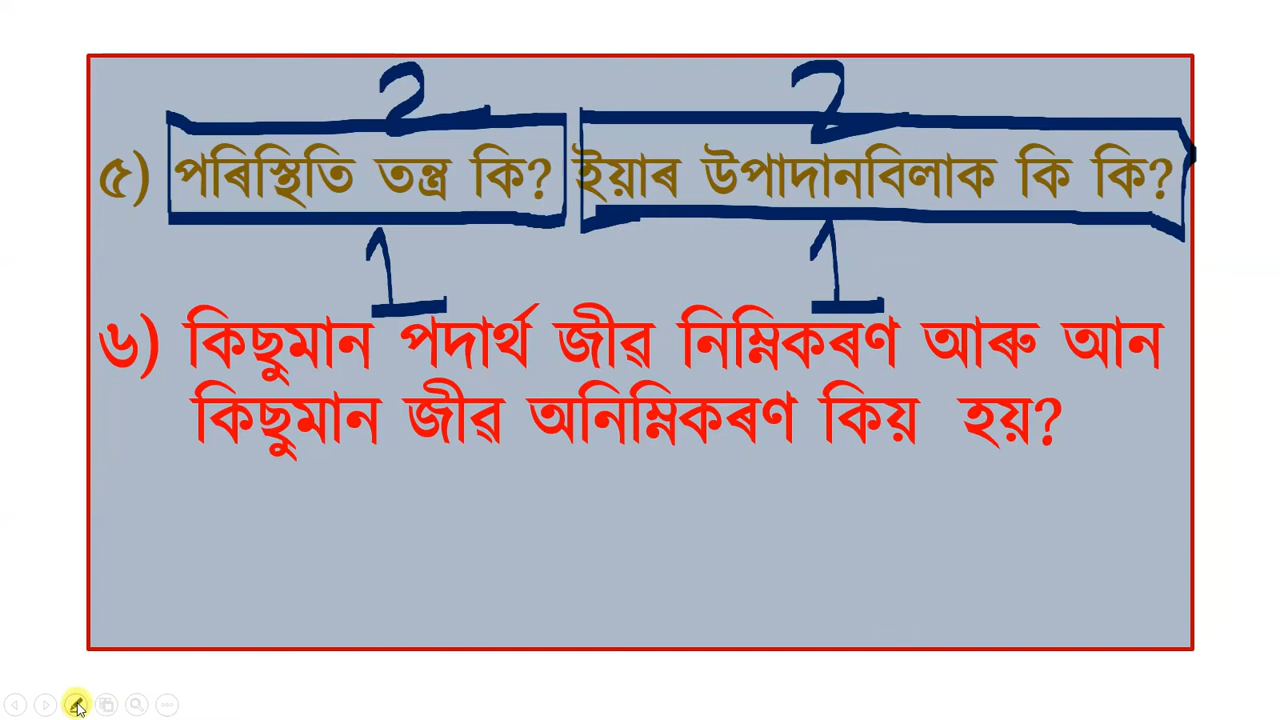 2 2
৫) পৰিস্থিতি তন্ত্ৰ কি? ইয়াৰ উপাদানবিলাক কি কি?
1 1
৬) কিছুমান পদাৰ্থ জীৱ নিম্নিকৰণ আৰু আন
কিছুমান জীৱ অনিম্নিকৰণ কিয় হয়?